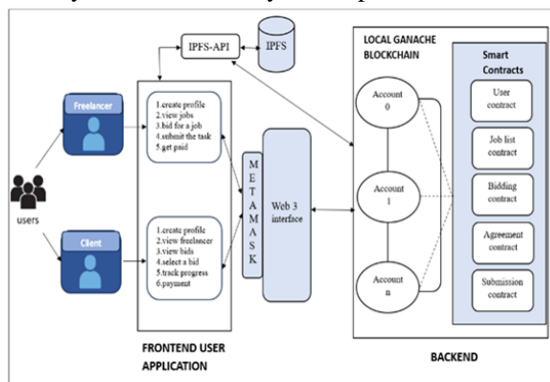 IPFS-API
IPFS
LOCAL GANACHE
BLOCKCHAIN
Smart
Contracts
Freelancer
1.create profile
2.view jobs
3.bid for a job
4.submit the task
5.get paid
Account
0
User
contract
Job list
contract
users
METAMASK
Web 3
interface
Account
1
Bidding
contract
Client
1.create profile
2.view freelancer
3.view bids
4.select a bid
5.track progress
6.payment
Agreement
contract
Account
n
Submission
contract
FRONTEND USER
APPLICATION
BACKEND